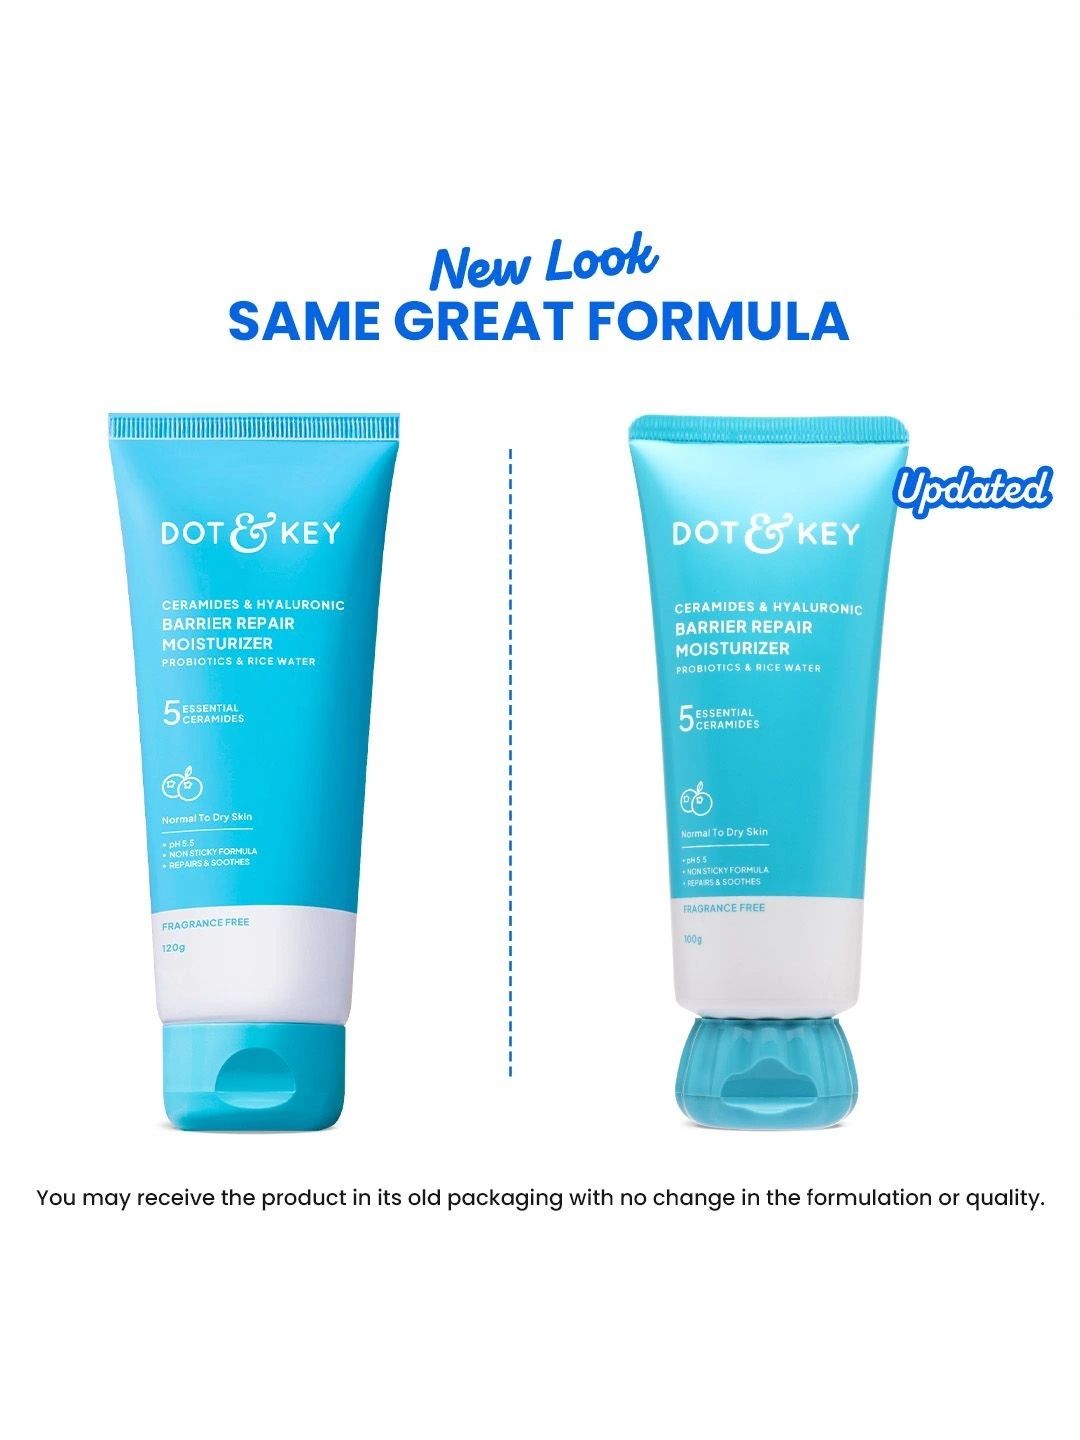 New Look
SAME GREAT FORMULA
DOT & KEY
CERAMIDES & HYALURONIC
BARRIER REPAIR
MOISTURIZER
PROBIOTICS & RICE WATER
5 ESSENTIAL
CERAMIDES
Normal To Dry Skin
• pH 5.5
• NON STICKY FORMULA
• REPAIRS & SOOTHES
FRAGRANCE FREE
120g
Updated
DOT & KEY
CERAMIDES & HYALURONIC
BARRIER REPAIR
MOISTURIZER
PROBIOTICS & RICE WATER
5 ESSENTIAL
CERAMIDES
Normal To Dry Skin
• pH 5.5
• NON STICKY FORMULA
• REPAIRS & SOOTHES
FRAGRANCE FREE
100g
You may receive the product in its old packaging with no change in the formulation or quality.